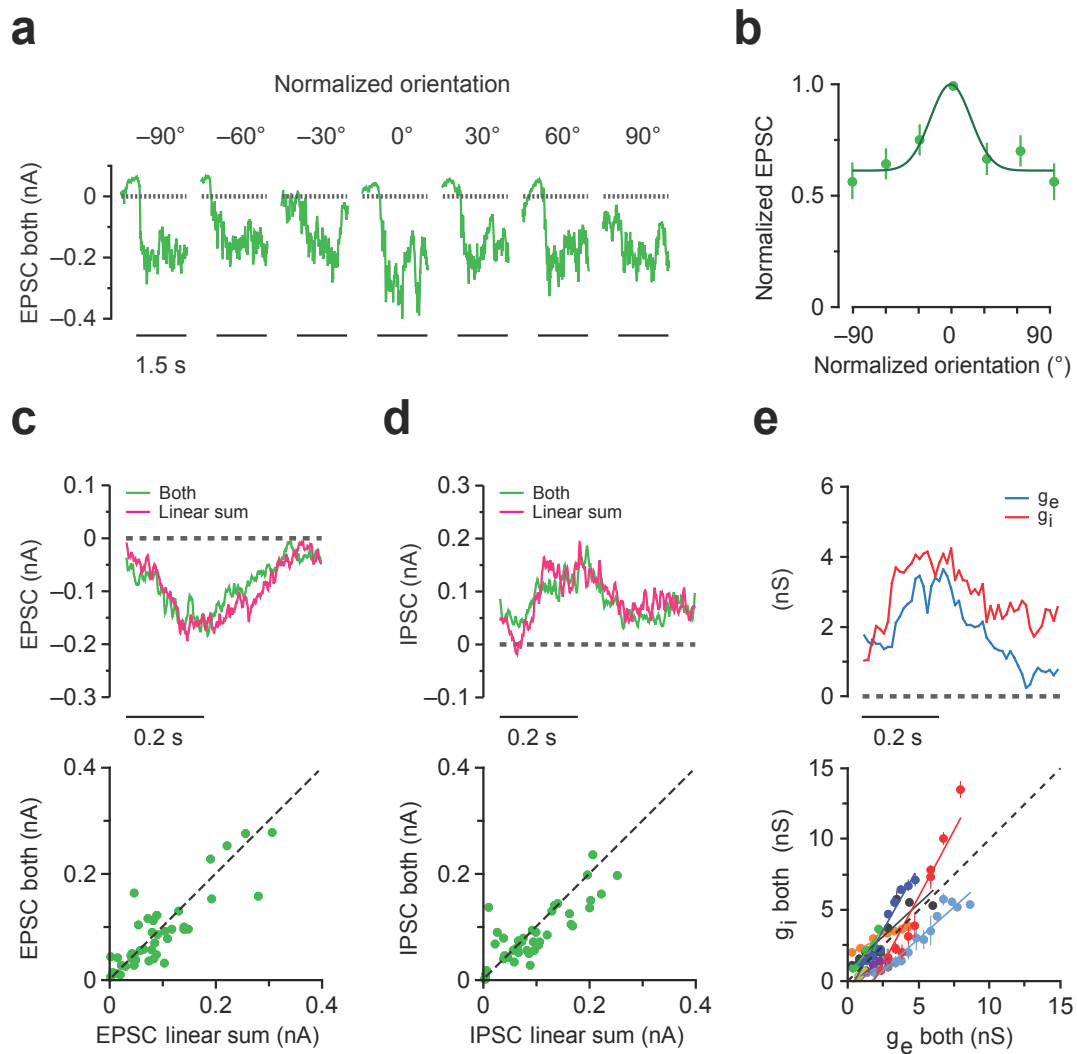 a
Normalized orientation
–90° –60° –30° 0° 30° 60° 90°
EPSC both (nA)
0
–0.2
–0.4
1.5 s
b
Normalized EPSC
1.0
0.5
0
–90 0 90
Normalized orientation (°)
c
EPSC (nA)
0.1
0
–0.1
–0.2
–0.3
Both
Linear sum
0.2 s
EPSC both (nA)
0.4
0.2
0
0 0.2 0.4
EPSC linear sum (nA)
d
IPSC (nA)
0.3
0.2
0.1
0
–0.1
Both
Linear sum
0.2 s
IPSC both (nA)
0.4
0.2
0
0 0.2 0.4
IPSC linear sum (nA)
e
(nS)
6
4
2
0
ge
gi
0.2 s
gi both (nS)
15
10
5
0
0 5 10 15
ge both (nS)